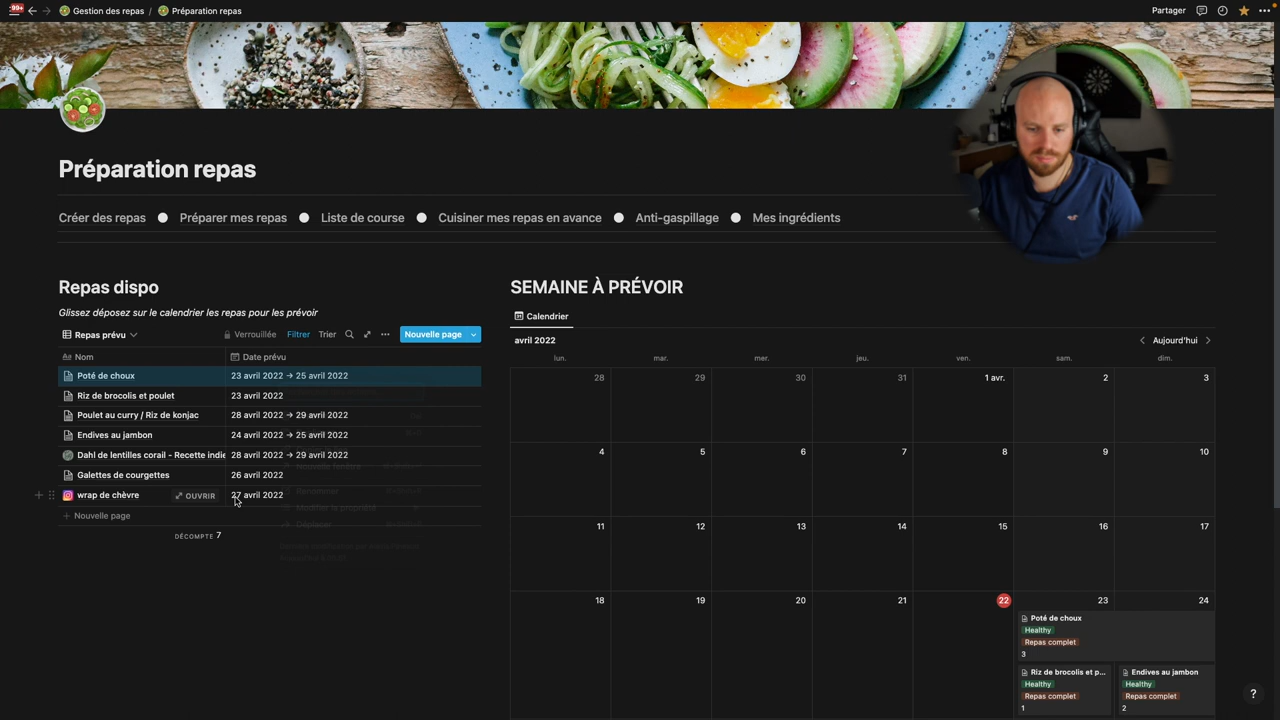 99+
Gestion des repas / Préparation repas
Partager
Préparation repas
Créer des repas
Préparer mes repas
Liste de course
Cuisiner mes repas en avance
Anti-gaspillage
Mes ingrédients
Repas dispo
Glissez déposez sur le calendrier les repas pour les prévoir
Repas prévu
Verrouillée
Filtrer
Trier
Nouvelle page
Nom
Date prévu
Poté de choux
23 avril 2022 → 25 avril 2022
Riz de brocolis et poulet
23 avril 2022
Poulet au curry / Riz de konjac
28 avril 2022 → 29 avril 2022
Endives au jambon
24 avril 2022 → 25 avril 2022
Dahl de lentilles corail - Recette indie
28 avril 2022 → 29 avril 2022
Galettes de courgettes
26 avril 2022
wrap de chèvre
OUVRIR
27 avril 2022
+ Nouvelle page
DÉCOMPTE 7
SEMAINE À PRÉVOIR
Calendrier
avril 2022
Aujourd'hui
lun. mar. mer. jeu. ven. sam. dim.
28 29 30 31 1 avr. 2 3
4 5 6 7 8 9 10
11 12 13 14 15 16 17
18 19 20 21 22 23 24
Poté de choux
Healthy
Repas complet
3
Riz de brocolis et p...
Healthy
Repas complet
1
Endives au jambon
Healthy
Repas complet
2
?